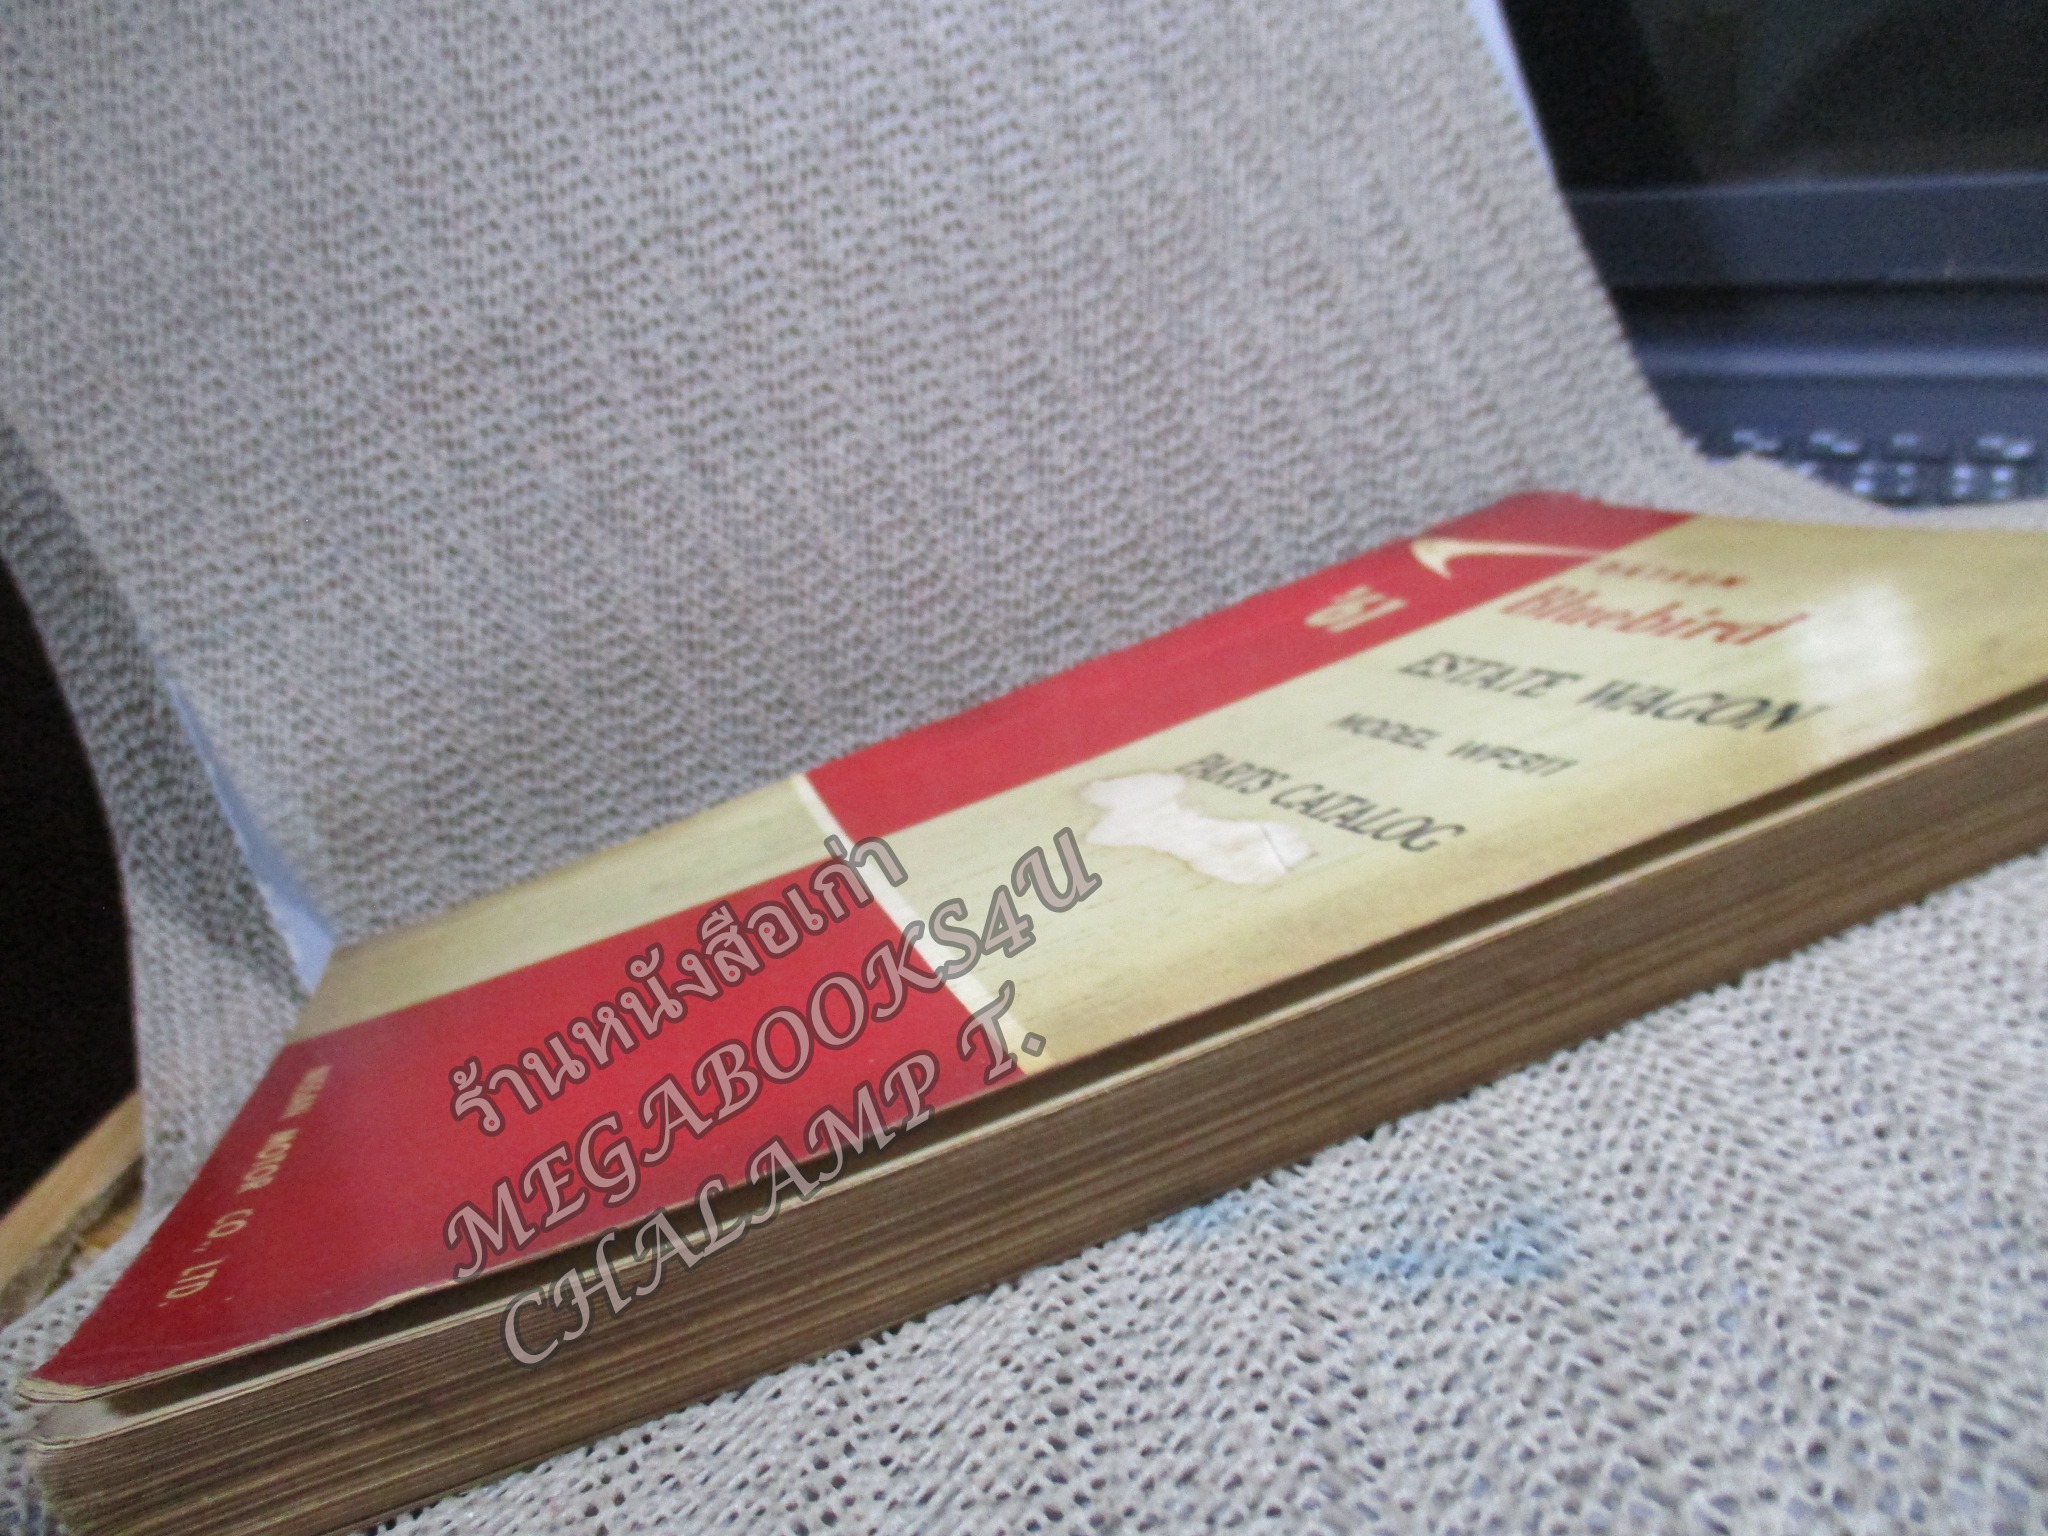 '61
DATSUN
Bluebird
ESTATE WAGON
MODEL WP311
PARTS CATALOG
NISSAN MOTOR CO., LTD.
ร้านหนังสือเก่า
MEGABOOKS4U
CHALAMP T.